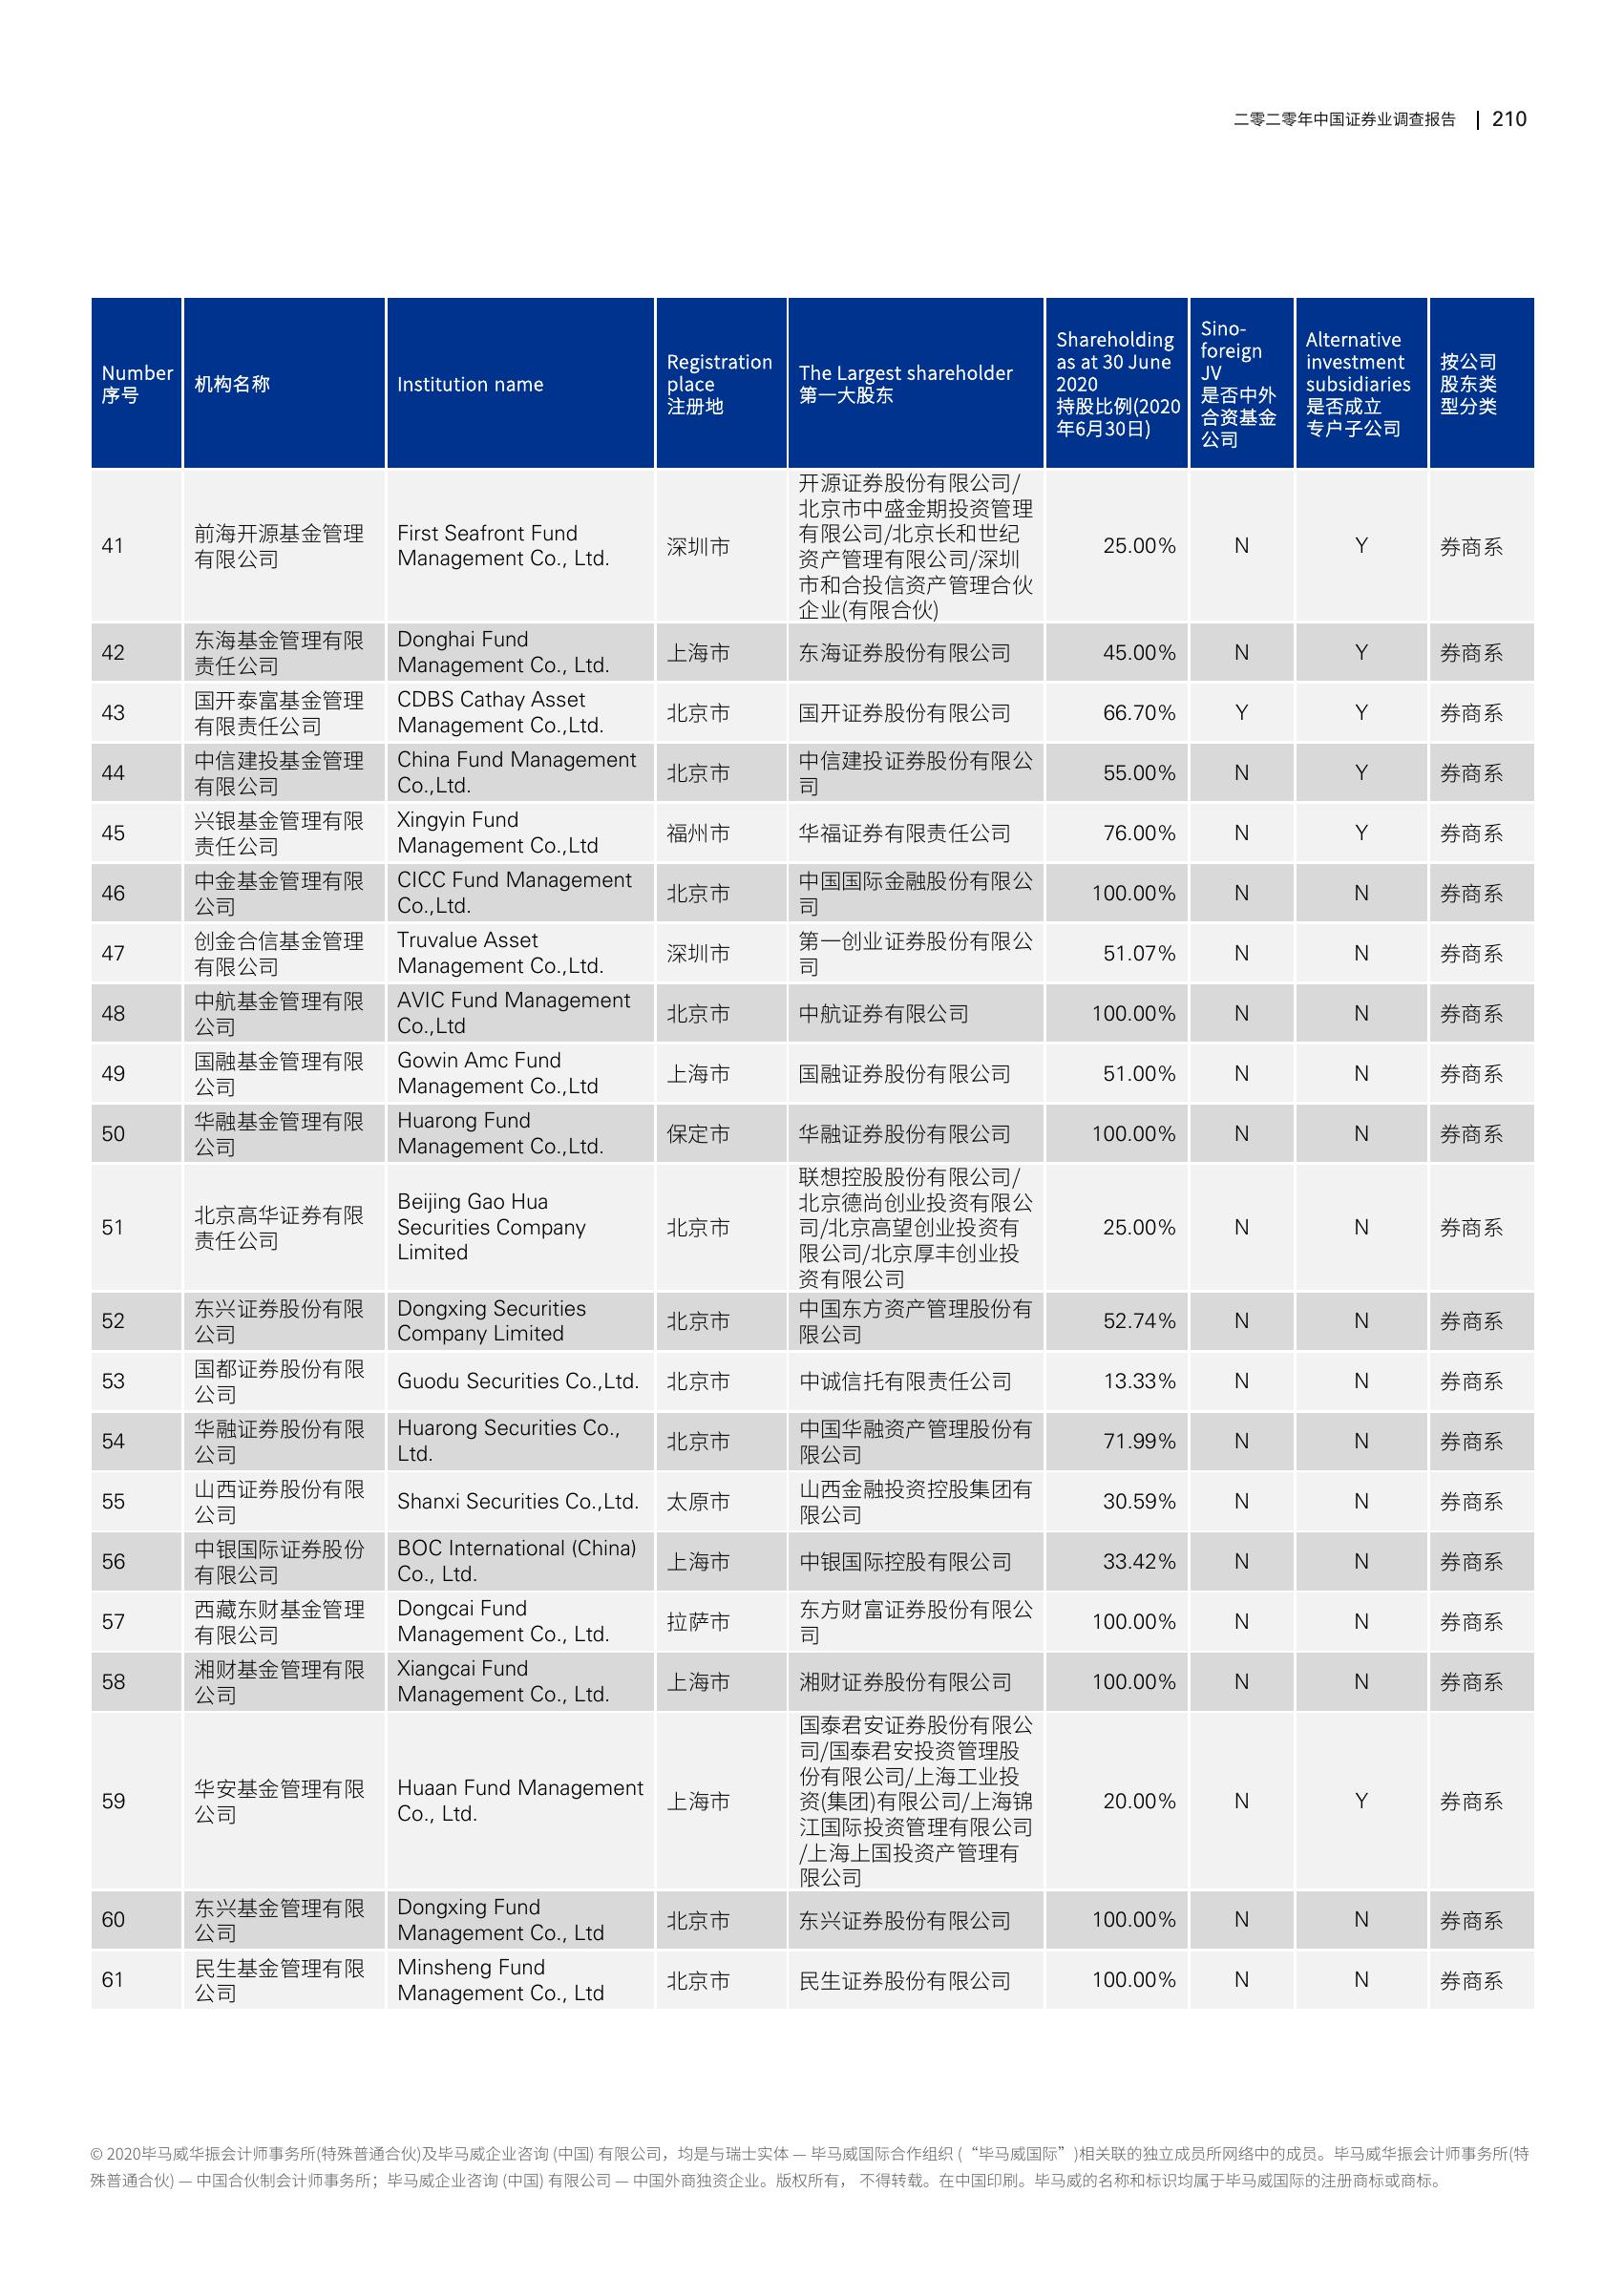 二零二零年中国证券业调查报告 | 210
Number
序号
机构名称
Institution name
Registration
place
注册地
The Largest shareholder
第一大股东
Shareholding
as at 30 June
2020
持股比例(2020
年6月30日)
Sino-
foreign
JV
是否中外
合资基金
公司
Alternative
investment
subsidiaries
是否成立
专户子公司
按公司
股东类
型分类
41
前海开源基金管理
有限公司
First Seafront Fund
Management Co., Ltd.
深圳市
开源证券股份有限公司/
北京市中盛金期投资管理
有限公司/北京长和世纪
资产管理有限公司/深圳
市和合投信资产管理合伙
企业(有限合伙)
25.00%
N
Y
券商系
42
东海基金管理有限
责任公司
Donghai Fund
Management Co., Ltd.
上海市
东海证券股份有限公司
45.00%
N
Y
券商系
43
国开泰富基金管理
有限责任公司
CDBS Cathay Asset
Management Co.,Ltd.
北京市
国开证券股份有限公司
66.70%
Y
Y
券商系
44
中信建投基金管理
有限公司
China Fund Management
Co.,Ltd.
北京市
中信建投证券股份有限公
司
55.00%
N
Y
券商系
45
兴银基金管理有限
责任公司
Xingyin Fund
Management Co.,Ltd
福州市
华福证券有限责任公司
76.00%
N
Y
券商系
46
中金基金管理有限
公司
CICC Fund Management
Co.,Ltd.
北京市
中国国际金融股份有限公
司
100.00%
N
N
券商系
47
创金合信基金管理
有限公司
Truvalue Asset
Management Co.,Ltd.
深圳市
第一创业证券股份有限公
司
51.07%
N
N
券商系
48
中航基金管理有限
公司
AVIC Fund Management
Co.,Ltd
北京市
中航证券有限公司
100.00%
N
N
券商系
49
国融基金管理有限
公司
Gowin Amc Fund
Management Co.,Ltd
上海市
国融证券股份有限公司
51.00%
N
N
券商系
50
华融基金管理有限
公司
Huarong Fund
Management Co.,Ltd.
保定市
华融证券股份有限公司
100.00%
N
N
券商系
51
北京高华证券有限
责任公司
Beijing Gao Hua
Securities Company
Limited
北京市
联想控股股份有限公司/
北京德尚创业投资有限公
司/北京高望创业投资有
限公司/北京厚丰创业投
资有限公司
25.00%
N
N
券商系
52
东兴证券股份有限
公司
Dongxing Securities
Company Limited
北京市
中国东方资产管理股份有
限公司
52.74%
N
N
券商系
53
国都证券股份有限
公司
Guodu Securities Co.,Ltd.
北京市
中诚信托有限责任公司
13.33%
N
N
券商系
54
华融证券股份有限
公司
Huarong Securities Co.,
Ltd.
北京市
中国华融资产管理股份有
限公司
71.99%
N
N
券商系
55
山西证券股份有限
公司
Shanxi Securities Co.,Ltd.
太原市
山西金融投资控股集团有
限公司
30.59%
N
N
券商系
56
中银国际证券股份
有限公司
BOC International (China)
Co., Ltd.
上海市
中银国际控股有限公司
33.42%
N
N
券商系
57
西藏东财基金管理
有限公司
Dongcai Fund
Management Co., Ltd.
拉萨市
东方财富证券股份有限公
司
100.00%
N
N
券商系
58
湘财基金管理有限
公司
Xiangcai Fund
Management Co., Ltd.
上海市
湘财证券股份有限公司
100.00%
N
N
券商系
59
华安基金管理有限
公司
Huaan Fund Management
Co., Ltd.
上海市
国泰君安证券股份有限公
司/国泰君安投资管理股
份有限公司/上海工业投
资(集团)有限公司/上海锦
江国际投资管理有限公司
/上海上国投资产管理有
限公司
20.00%
N
Y
券商系
60
东兴基金管理有限
公司
Dongxing Fund
Management Co., Ltd
北京市
东兴证券股份有限公司
100.00%
N
N
券商系
61
民生基金管理有限
公司
Minsheng Fund
Management Co., Ltd
北京市
民生证券股份有限公司
100.00%
N
N
券商系
© 2020毕马威华振会计师事务所(特殊普通合伙)及毕马威企业咨询 (中国) 有限公司，均是与瑞士实体 — 毕马威国际合作组织 (“毕马威国际”)相关联的独立成员所网络中的成员。毕马威华振会计师事务所(特
殊普通合伙) — 中国合伙制会计师事务所；毕马威企业咨询 (中国) 有限公司 — 中国外商独资企业。版权所有， 不得转载。在中国印刷。毕马威的名称和标识均属于毕马威国际的注册商标或商标。